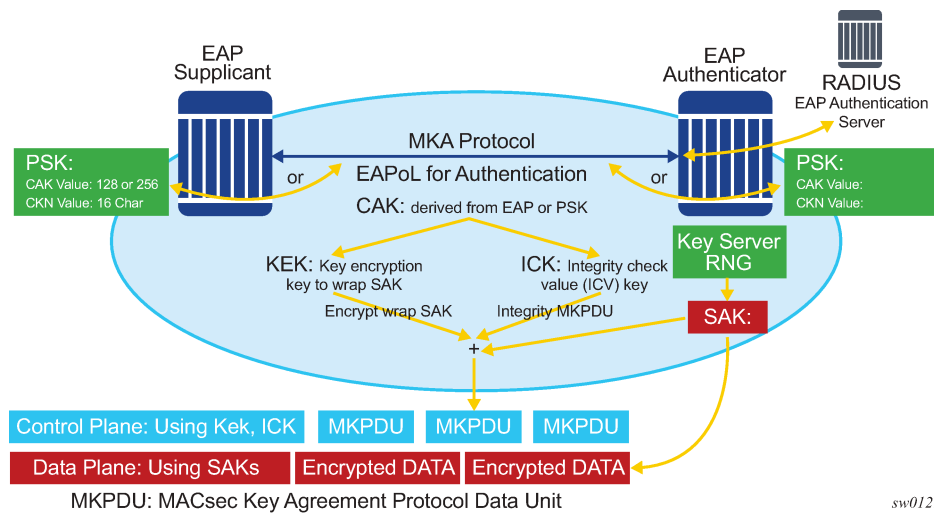 EAP
Supplicant
EAP
Authenticator
RADIUS
EAP Authentication
Server
MKA Protocol
PSK:
CAK Value: 128 or 256
CKN Value: 16 Char
or
EAPoL for Authentication
or
PSK:
CAK Value:
CKN Value:
CAK: derived from EAP or PSK
KEK: Key encryption
key to wrap SAK
ICK: Integrity check
value (ICV) key
Key Server
RNG
Encrypt wrap SAK
Integrity MKPDU
SAK:
+
Control Plane: Using Kek, ICK
MKPDU
MKPDU
MKPDU
Data Plane: Using SAKs
Encrypted DATA
Encrypted DATA
MKPDU: MACsec Key Agreement Protocol Data Unit
sw012